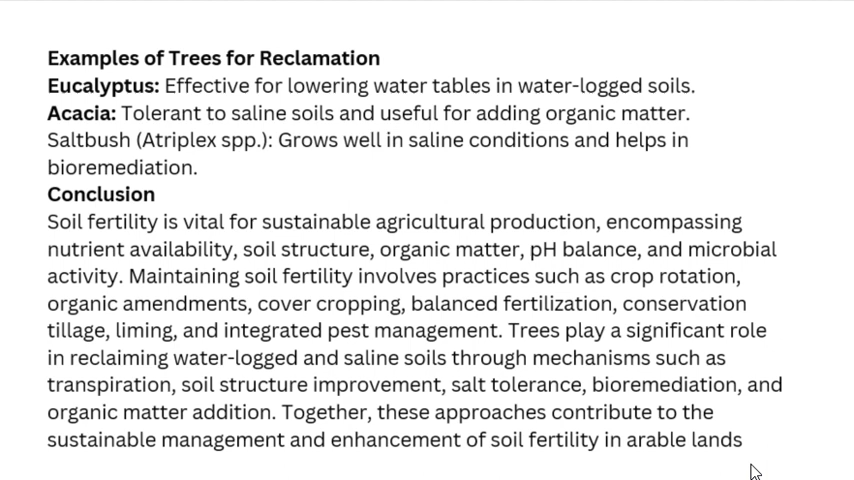 Examples of Trees for Reclamation
Eucalyptus: Effective for lowering water tables in water-logged soils.
Acacia: Tolerant to saline soils and useful for adding organic matter.
Saltbush (Atriplex spp.): Grows well in saline conditions and helps in
bioremediation.
Conclusion
Soil fertility is vital for sustainable agricultural production, encompassing
nutrient availability, soil structure, organic matter, pH balance, and microbial
activity. Maintaining soil fertility involves practices such as crop rotation,
organic amendments, cover cropping, balanced fertilization, conservation
tillage, liming, and integrated pest management. Trees play a significant role
in reclaiming water-logged and saline soils through mechanisms such as
transpiration, soil structure improvement, salt tolerance, bioremediation, and
organic matter addition. Together, these approaches contribute to the
sustainable management and enhancement of soil fertility in arable lands